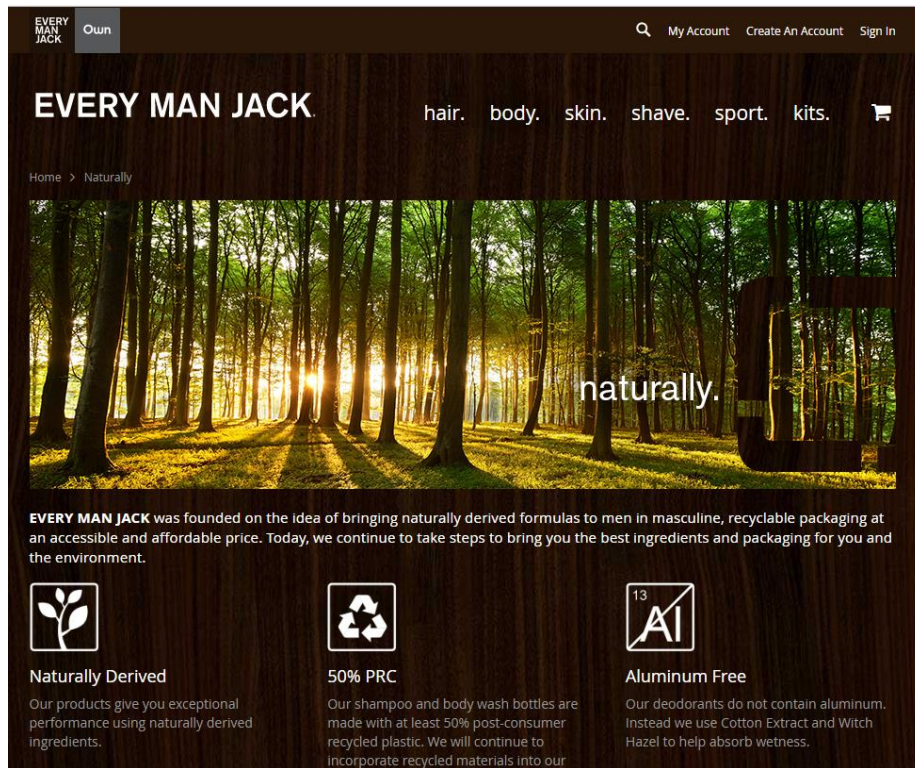 EVERY
MAN
JACK
Own
My Account Create An Account Sign In
EVERY MAN JACK.
hair. body. skin. shave. sport. kits.
Home > Naturally
naturally.
EVERY MAN JACK was founded on the idea of bringing naturally derived formulas to men in masculine, recyclable packaging at
an accessible and affordable price. Today, we continue to take steps to bring you the best ingredients and packaging for you and
the environment.
Naturally Derived
Our products give you exceptional
performance using naturally derived
ingredients.
50% PRC
Our shampoo and body wash bottles are
made with at least 50% post-consumer
recycled plastic. We will continue to
incorporate recycled materials into our
13
Al
Aluminum Free
Our deodorants do not contain aluminum.
Instead we use Cotton Extract and Witch
Hazel to help absorb wetness.